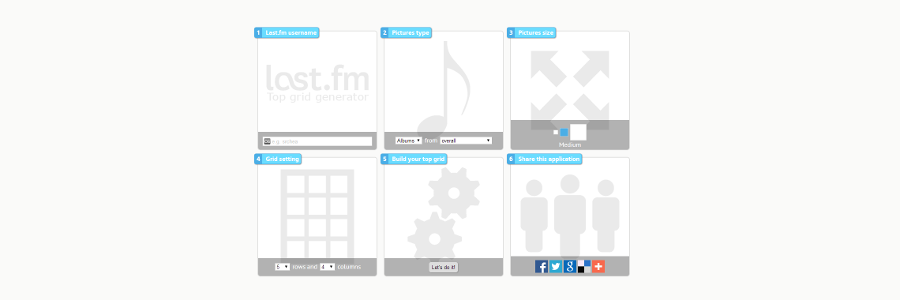 1 Last.fm username
last.fm
Top grid generator
e.g.
2 Pictures type
Albums from overall
3 Pictures size
Medium
4 Grid setting
5 rows and 4 columns
5 Build your top grid
Let's do it!
6 Share this application